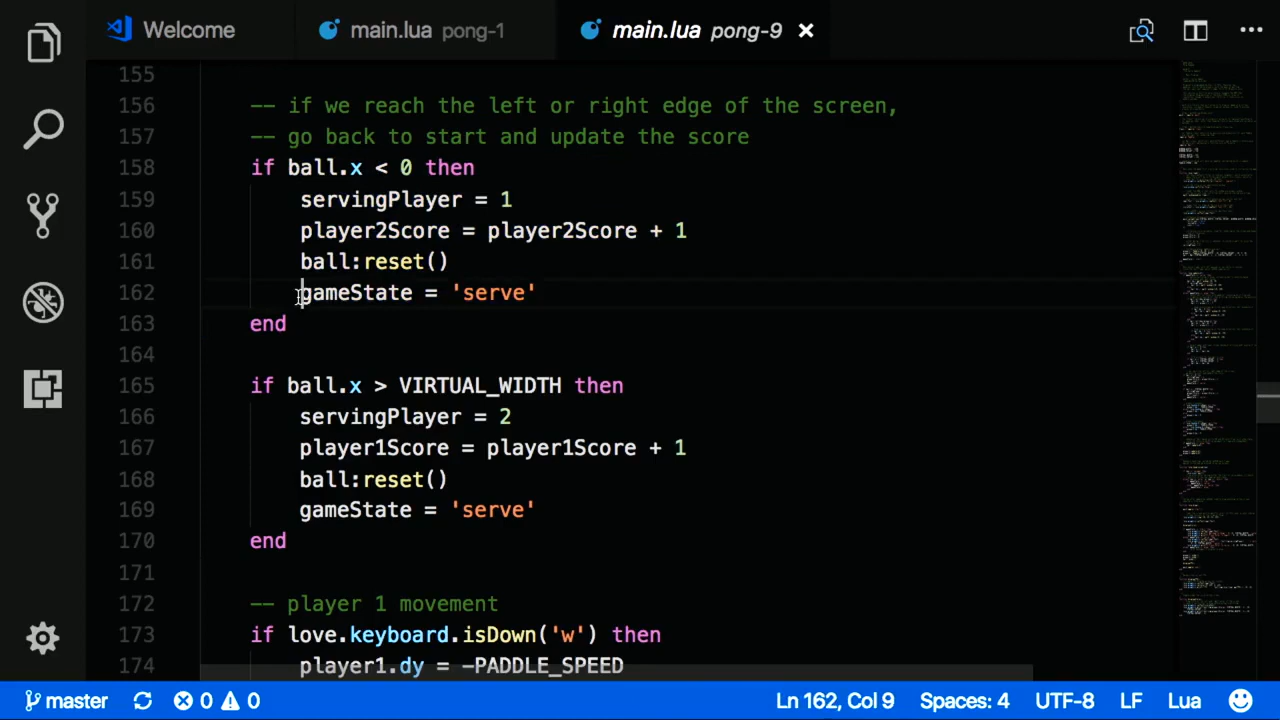 Welcome main.lua pong-1 main.lua pong-9
155
156 -- if we reach the left or right edge of the screen,
157 -- go back to start and update the score
158 if ball.x < 0 then
159 servingPlayer = 1
160 player2Score = player2Score + 1
161 ball:reset()
162 gameState = 'serve'
163 end
164
165 if ball.x > VIRTUAL_WIDTH then
166 servingPlayer = 2
167 player1Score = player1Score + 1
168 ball:reset()
169 gameState = 'serve'
170 end
171
172 -- player 1 movement
173 if love.keyboard.isDown('w') then
174 player1.dy = -PADDLE_SPEED
master 0 0 Ln 162, Col 9 Spaces: 4 UTF-8 LF Lua